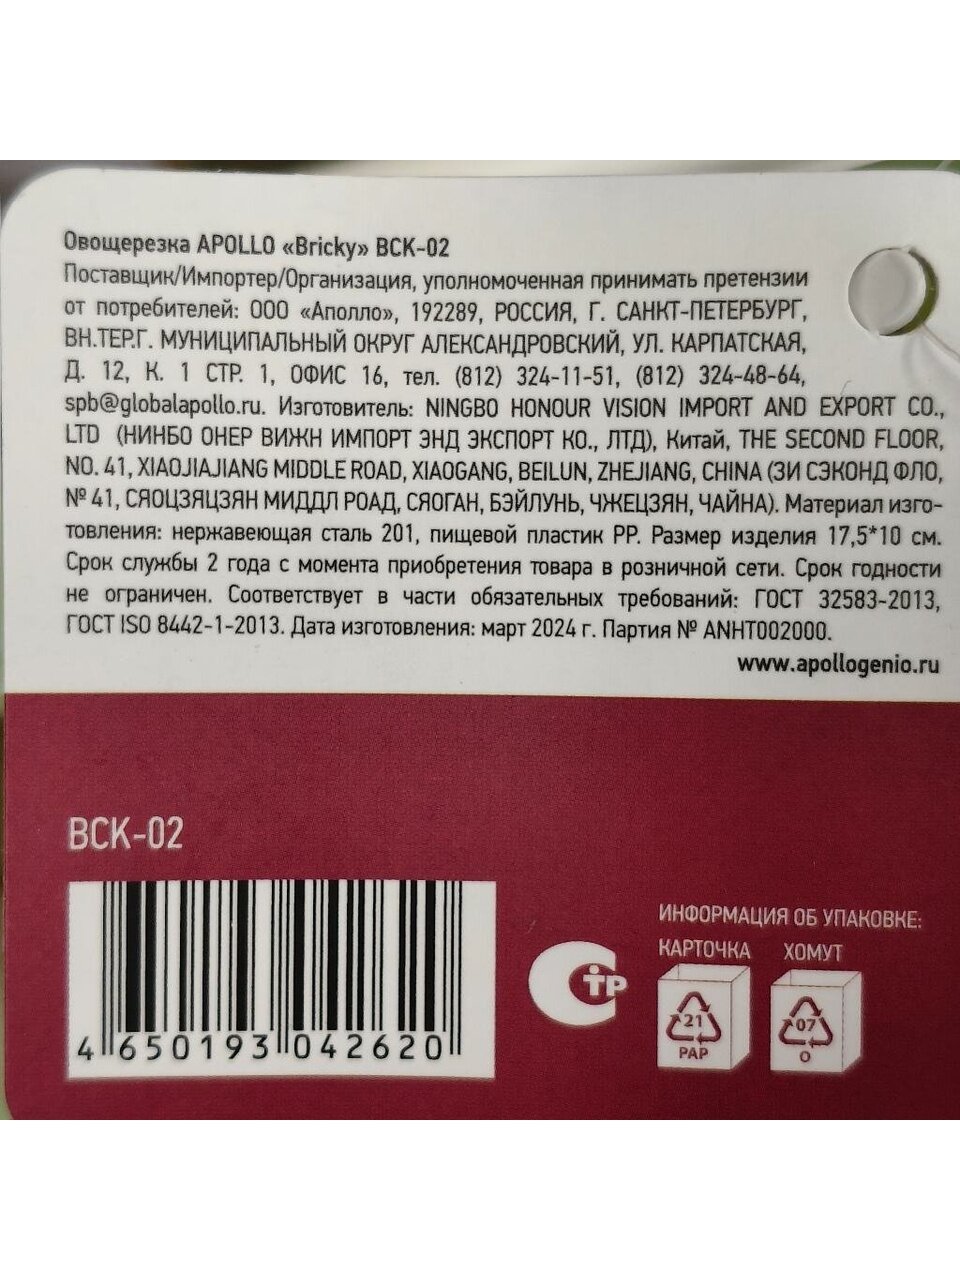 Овощерезка APOLLO «Bricky» BCK-02
Поставщик/Импортер/Организация, уполномоченная принимать претензии
от потребителей: ООО «Аполло», 192289, РОССИЯ, Г. САНКТ-ПЕТЕРБУРГ,
ВН.ТЕР.Г. МУНИЦИПАЛЬНЫЙ ОКРУГ АЛЕКСАНДРОВСКИЙ, УЛ. КАРПАТСКАЯ,
Д. 12, К. 1 СТР. 1, ОФИС 16, тел. (812) 324-11-51, (812) 324-48-64,
spb@globalapollo.ru. Изготовитель: NINGBO HONOUR VISION IMPORT AND EXPORT CO.,
LTD (НИНБО ОНЕР ВИЖН ИМПОРТ ЭНД ЭКСПОРТ КО., ЛТД), Китай, THE SECOND FLOOR,
NO. 41, XIAOJIAJIANG MIDDLE ROAD, XIAOGANG, BEILUN, ZHEJIANG, CHINA (ЗИ СЭКОНД ФЛО,
№ 41, СЯОЦЗЯЦЗЯН МИДДЛ РОАД, СЯОГАН, БЭЙЛУНЬ, ЧЖЕЦЗЯН, ЧАЙНА). Материал изго-
товления: нержавеющая сталь 201, пищевой пластик PP. Размер изделия 17,5*10 см.
Срок службы 2 года с момента приобретения товара в розничной сети. Срок годности
не ограничен. Соответствует в части обязательных требований: ГОСТ 32583-2013,
ГОСТ ISO 8442-1-2013. Дата изготовления: март 2024 г. Партия № ANHT002000.
www.apollogenio.ru
BCK-02
4 650193 042620
СТР
ИНФОРМАЦИЯ ОБ УПАКОВКЕ:
КАРТОЧКА ХОМУТ
21 07
PAP O